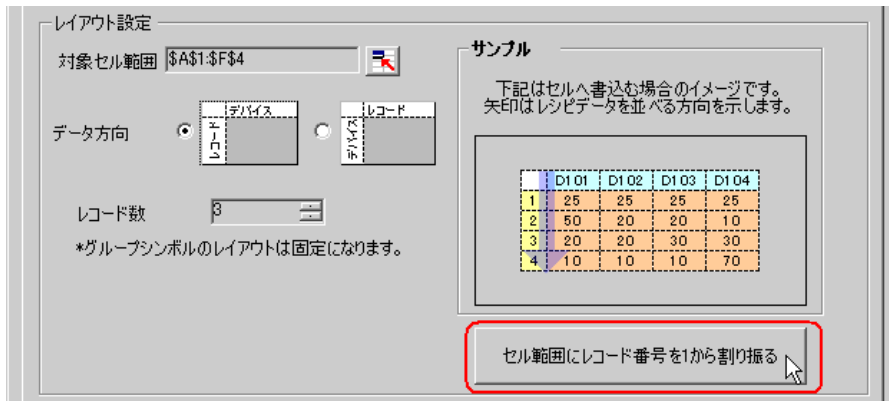 レイアウト設定
対象セル範囲 $A$1:$F$4
データ方向
デバイス
レコード
レコード
デバイス
レコード数 3
*グループシンボルのレイアウトは固定になります。
サンプル
下記はセルへ書込む場合のイメージです。
矢印はレシピデータを並べる方向を示します。
D101 D102 D103 D104
1 25 25 25 25
2 50 20 20 10
3 20 20 30 30
4 10 10 10 70
セル範囲にレコード番号を1から割り振る